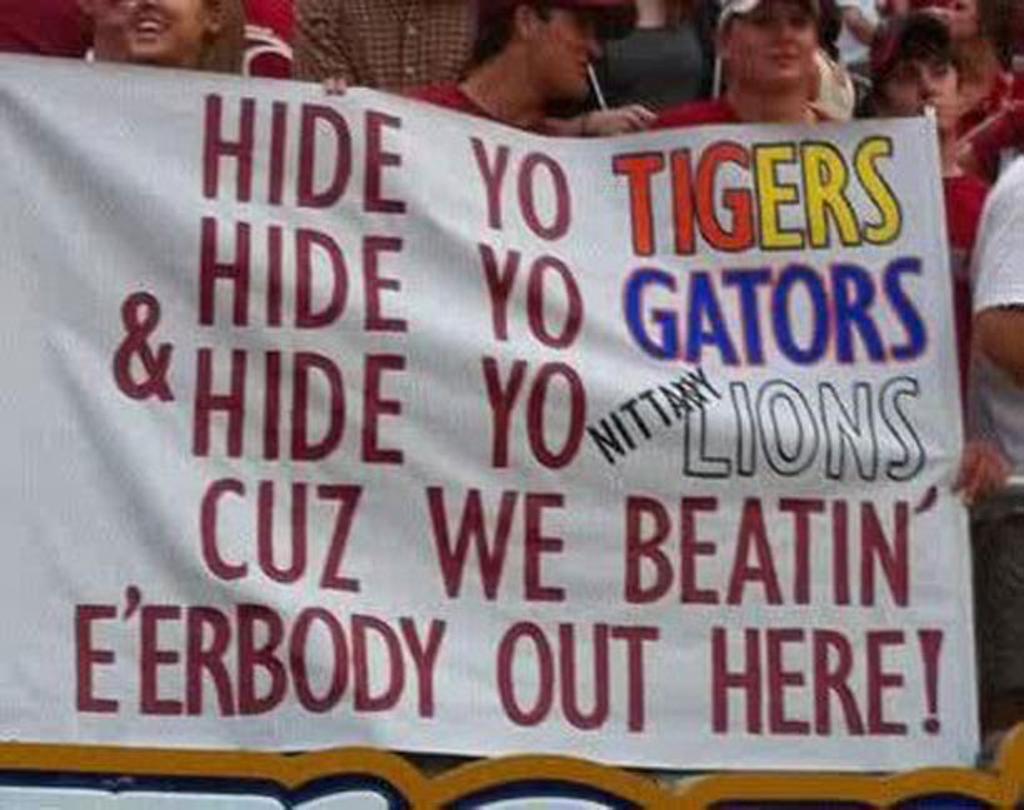 HIDE YO TIGERS
HIDE YO GATORS
& HIDE YO NITTANY LIONS
CUZ WE BEATIN'
E'ERBODY OUT HERE!